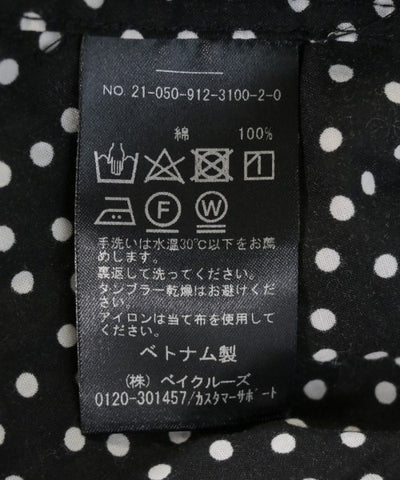 NO. 21-050-912-3100-2-0
綿 100%
F W
手洗いは水温30℃以下をお薦
めします。
裏返して洗ってください。
タンブラー乾燥はお避けくだ
さい。
アイロンは当て布を使用して
ください。
ベトナム製
(株) ベイクルーズ
0120-301457/カスタマーサポート